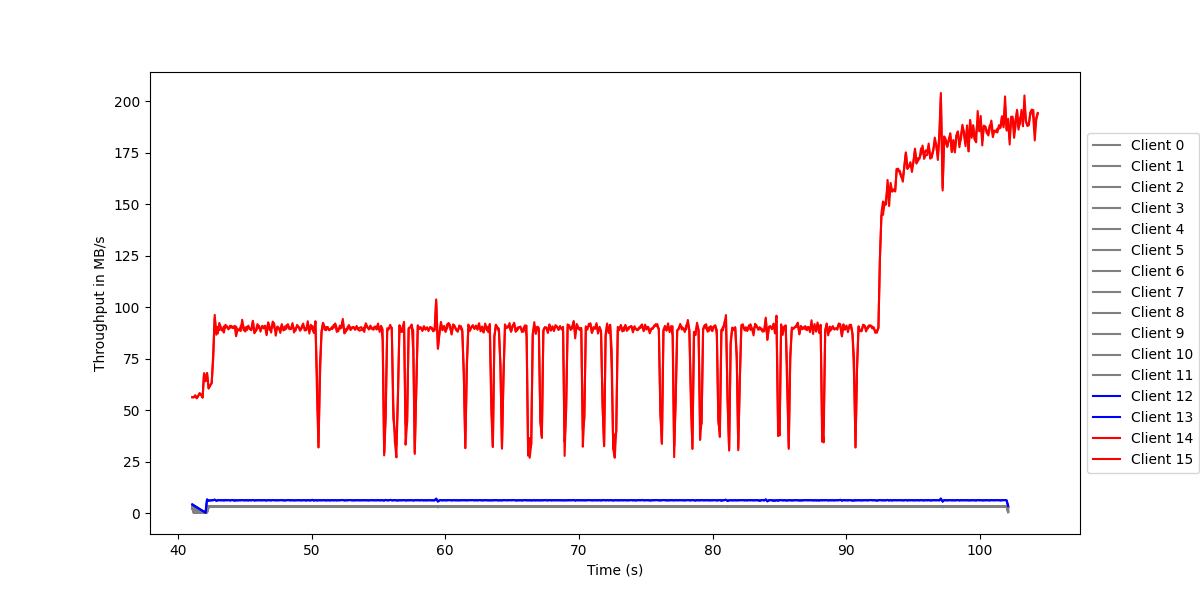 200
175
150
125
100
75
50
25
0
Throughput in MB/s
40 50 60 70 80 90 100
Time (s)
Client 0
Client 1
Client 2
Client 3
Client 4
Client 5
Client 6
Client 7
Client 8
Client 9
Client 10
Client 11
Client 12
Client 13
Client 14
Client 15